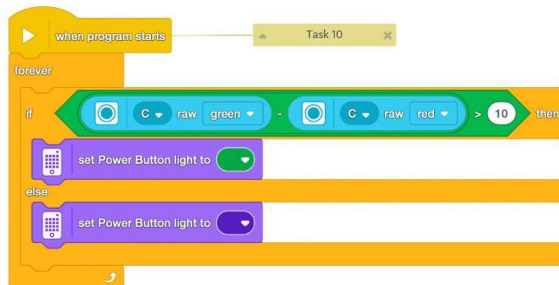 when program starts
Task 10
forever
if C raw green - C raw red > 10 then
set Power Button light to
else
set Power Button light to